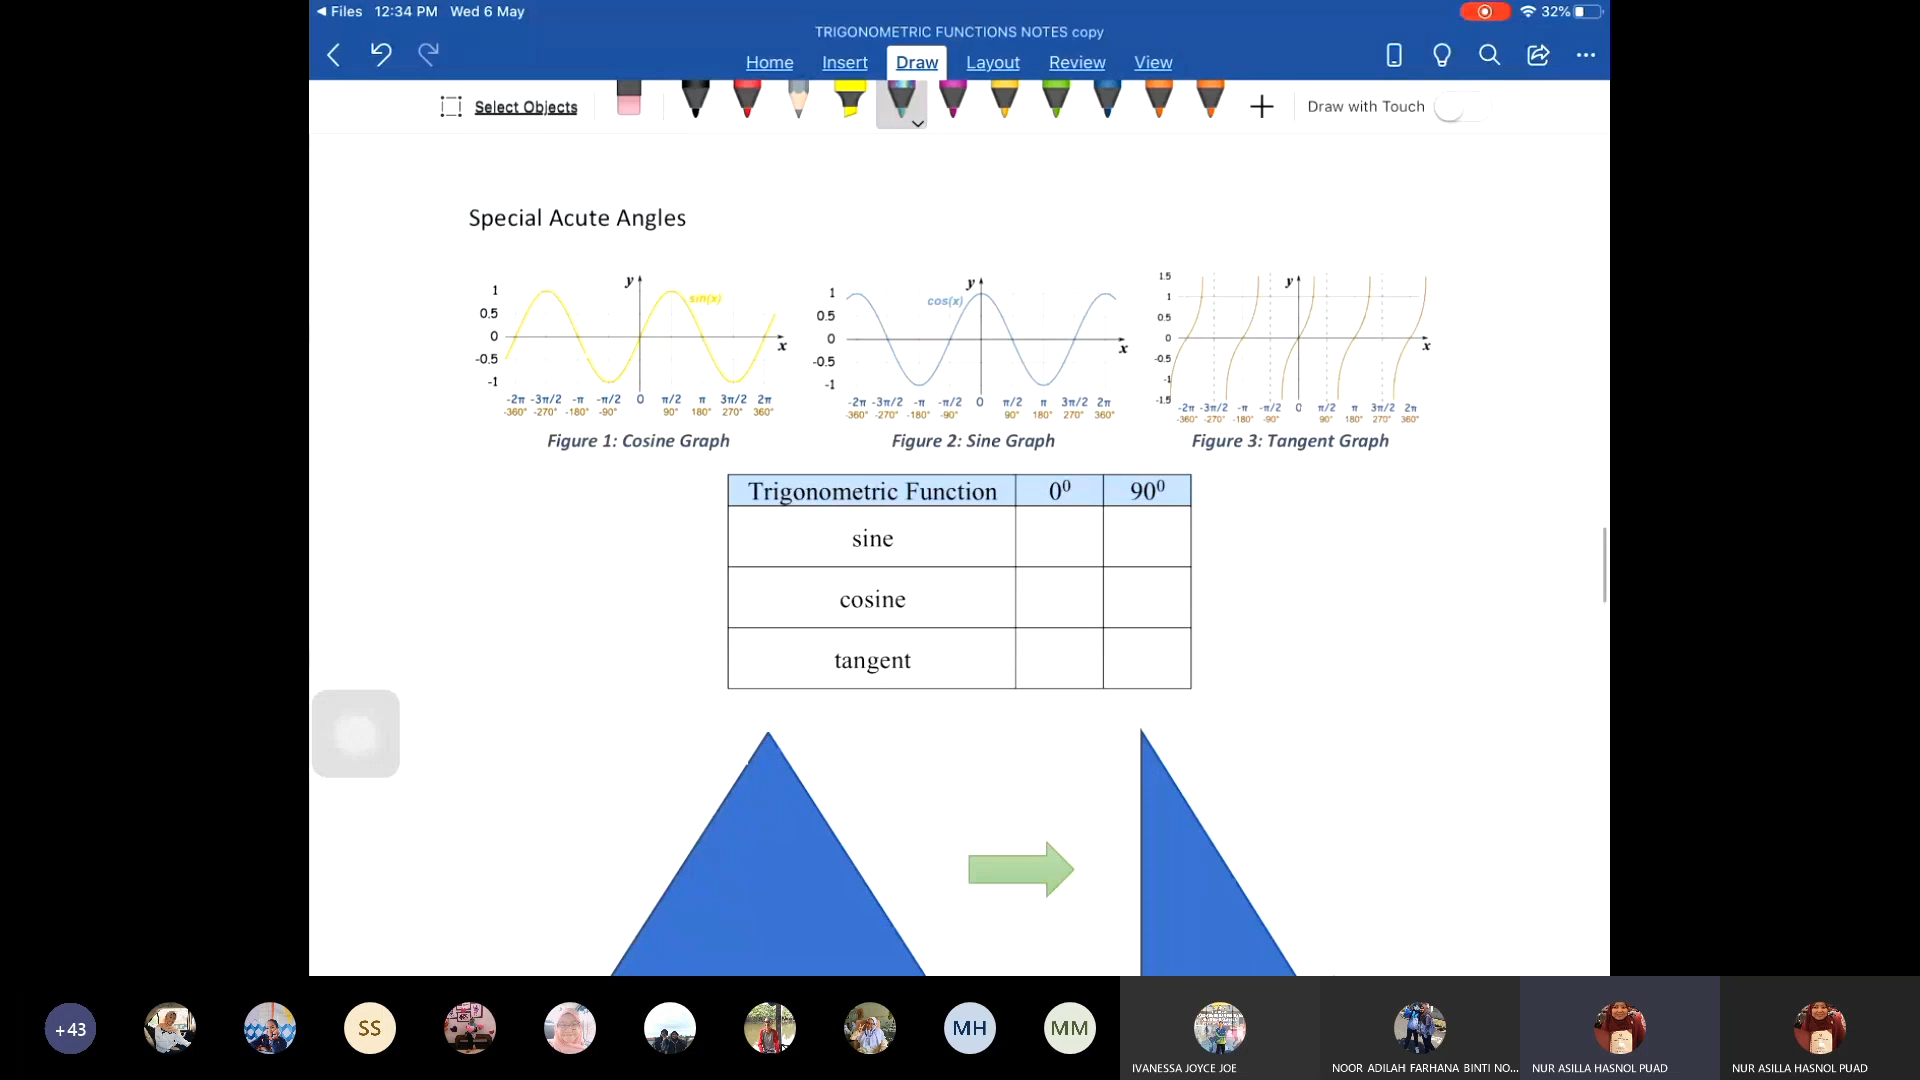 Files 12:34 PM Wed 6 May
32%
TRIGONOMETRIC FUNCTIONS NOTES copy
Home Insert Draw Layout Review View
Select Objects
Draw with Touch
Special Acute Angles
y
1
0.5
0
-0.5
-1
sin(x)
x
-2π -3π/2 -π -π/2 0 π/2 π 3π/2 2π
-360° -270° -180° -90° 90° 180° 270° 360°
Figure 1: Cosine Graph
y
1
0.5
0
-0.5
-1
cos(x)
x
-2π -3π/2 -π -π/2 0 π/2 π 3π/2 2π
-360° -270° -180° -90° 90° 180° 270° 360°
Figure 2: Sine Graph
y
1.5
1
0.5
0
-0.5
-1
-1.5
x
-2π -3π/2 -π -π/2 0 π/2 π 3π/2 2π
-360° -270° -180° -90° 90° 180° 270° 360°
Figure 3: Tangent Graph
Trigonometric Function 0⁰ 90⁰
sine
cosine
tangent
+43 SS MH MM
IVANESSA JOYCE JOE NOOR ADILAH FARHANA BINTI NO... NUR ASILLA HASNOL PUAD NUR ASILLA HASNOL PUAD